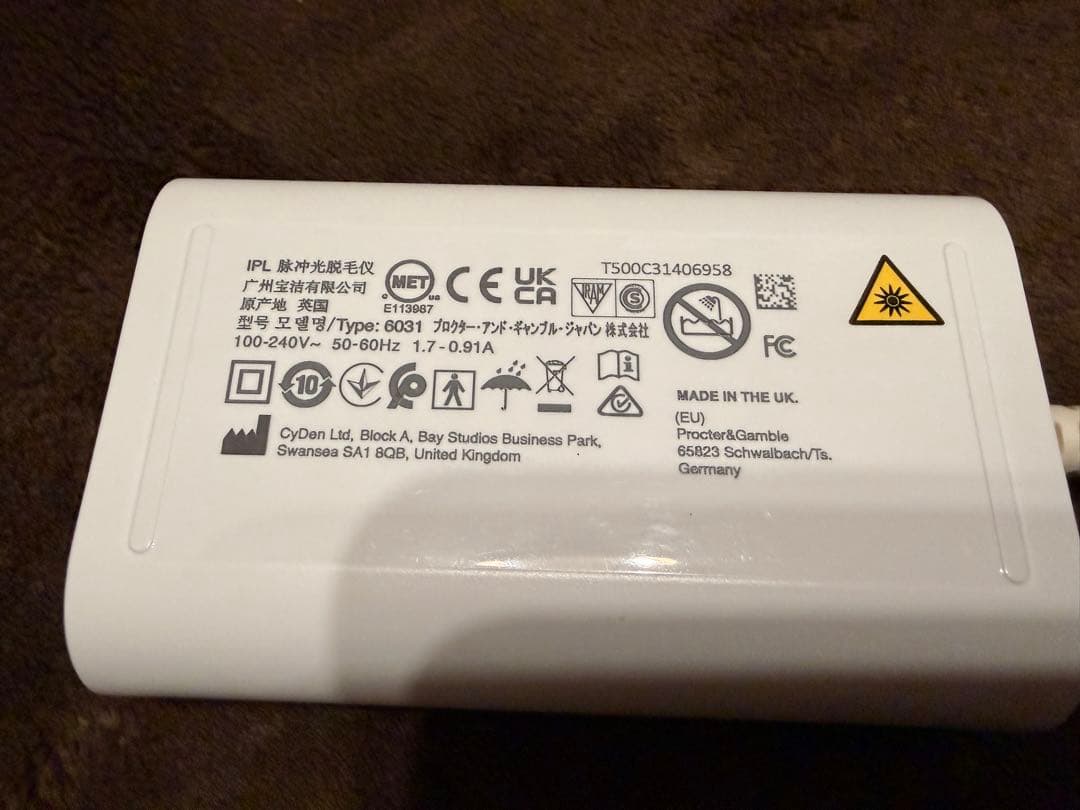 IPL 脉冲光脱毛仪
广州宝洁有限公司
原产地 英国
型号 모델명/Type: 6031 プロクター・アンド・ギャンブル・ジャパン 株式会社
100-240V~ 50-60Hz 1.7-0.91A
c MET us
E113987
CE
UK
CA
T500C31406958
IRAM
S
FC
10
i
CyDen Ltd, Block A, Bay Studios Business Park,
Swansea SA1 8QB, United Kingdom
MADE IN THE UK.
(EU)
Procter&Gamble
65823 Schwalbach/Ts.
Germany